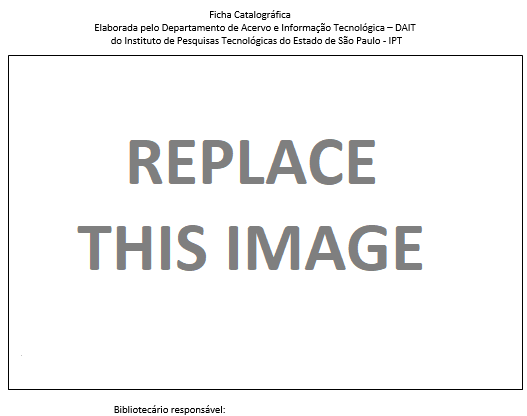 Ficha Catalográfica
Elaborada pelo Departamento de Acervo e Informação Tecnológica – DAIT
do Instituto de Pesquisas Tecnológicas do Estado de São Paulo - IPT
REPLACE
THIS IMAGE
Bibliotecário responsável: